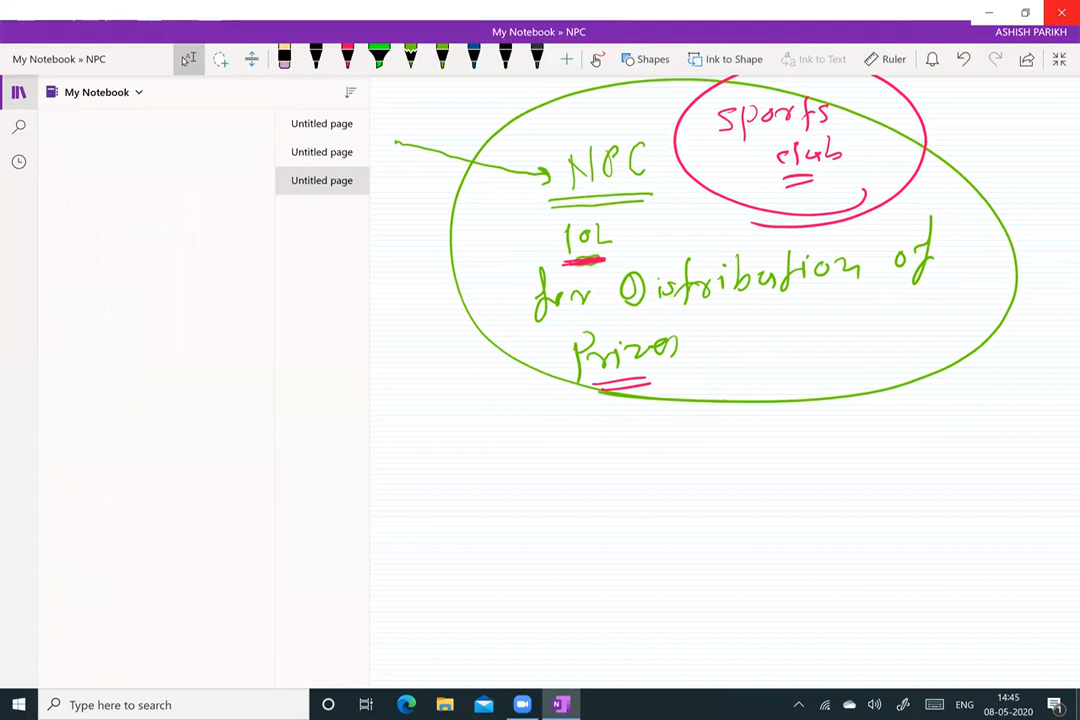 My Notebook » NPC
ASHISH PARIKH
My Notebook » NPC
Shapes
Ink to Shape
Ink to Text
Ruler
My Notebook
Untitled page
Untitled page
Untitled page
sports
club
NPC
10L
for Distribution of
Prizes
Type here to search
ENG
14:45
08-05-2020
1